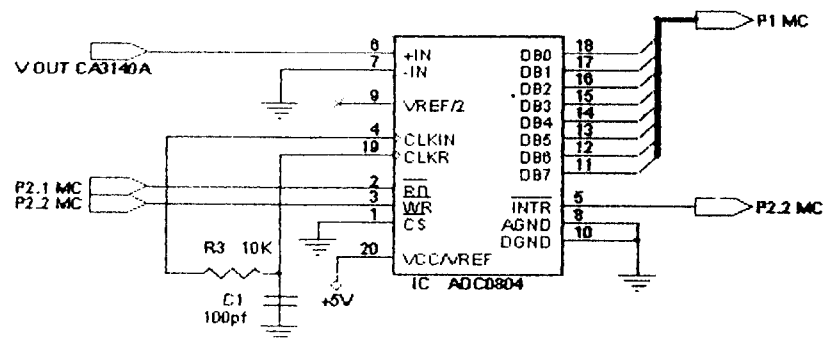 P1 MC
6
+IN
DB0
18
V OUT CA3140A
7
-IN
DB1
17
DB2
16
9
VREF/2
DB3
15
DB4
14
4
CLKIN
DB5
13
19
CLKR
DB6
12
DB7
11
P2.1 MC
2
RD
P2.2 MC
3
WR
INTR
5
P2.2 MC
1
CS
AGND
8
DGND
10
R3 10K
20
VCC/VREF
IC ADC0804
C1
100pf
+5V